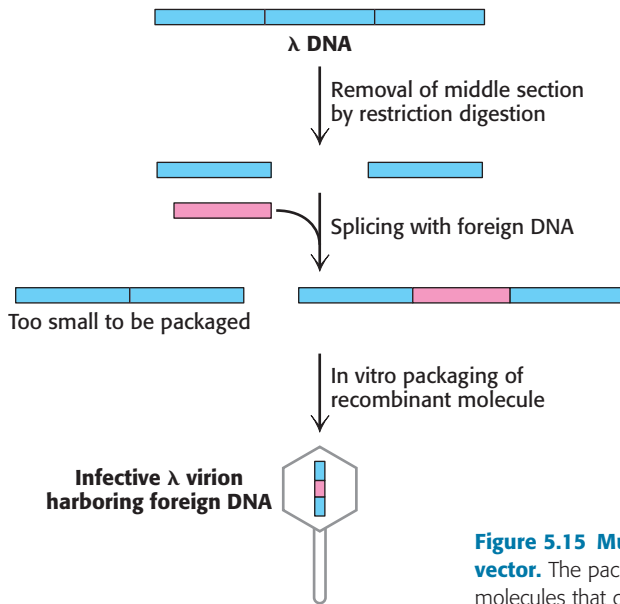 λ DNA
Removal of middle section
by restriction digestion
Splicing with foreign DNA
Too small to be packaged
In vitro packaging of
recombinant molecule
Infective λ virion
harboring foreign DNA
Figure 5.15 Mu
vector. The pac
molecules that c